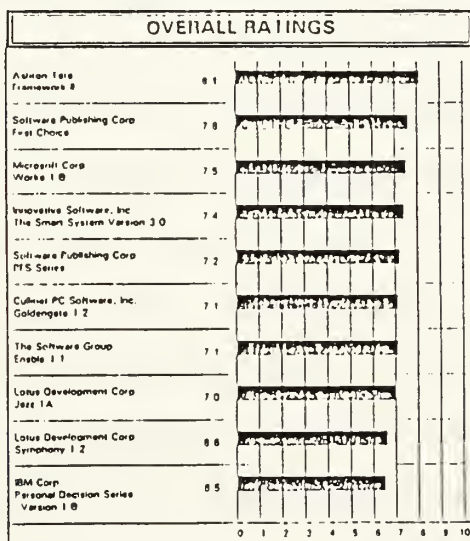 OVERALL RATINGS
Ashton Tate
Framework II
8 1
Software Publishing Corp
First Choice
7 8
Microsoft Corp
Works 1 0
7 5
Innovative Software, Inc
The Smart System Version 3 0
7 4
Software Publishing Corp
PFS Series
7 2
Cullinet PC Software, Inc.
Goldengate 1 2
7 1
The Software Group
Enable 1 1
7 1
Lotus Development Corp
Jazz 1A
7 0
Lotus Development Corp
Symphony 1 2
6 6
IBM Corp
Personal Decision Series
Version 1 0
6 5
0 1 2 3 4 5 6 7 8 9 10